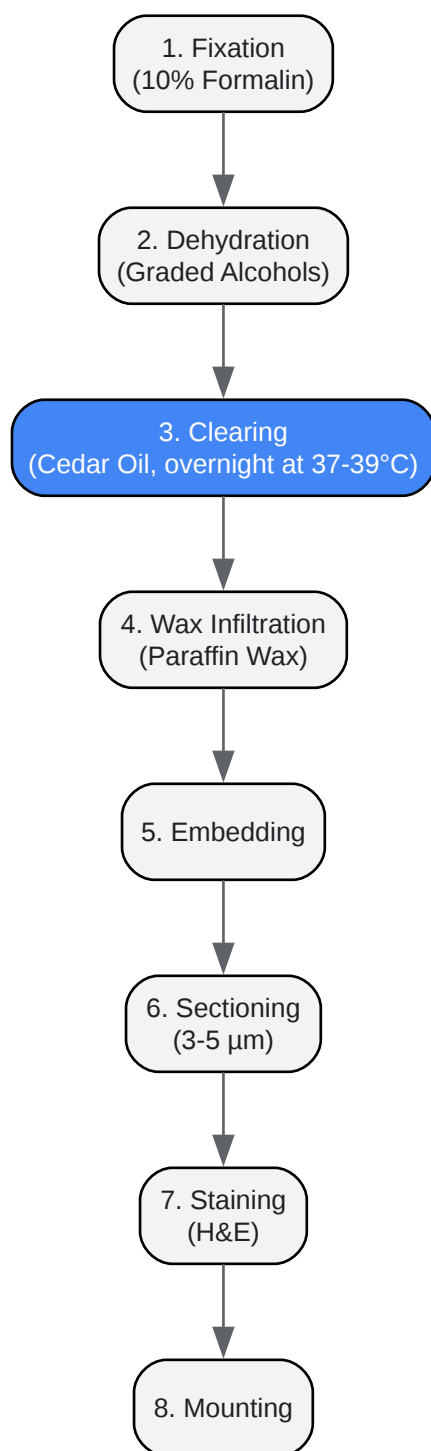 1. Fixation
(10% Formalin)
2. Dehydration
(Graded Alcohols)
3. Clearing
(Cedar Oil, overnight at 37-39°C)
4. Wax Infiltration
(Paraffin Wax)
5. Embedding
6. Sectioning
(3-5 µm)
7. Staining
(H&E)
8. Mounting